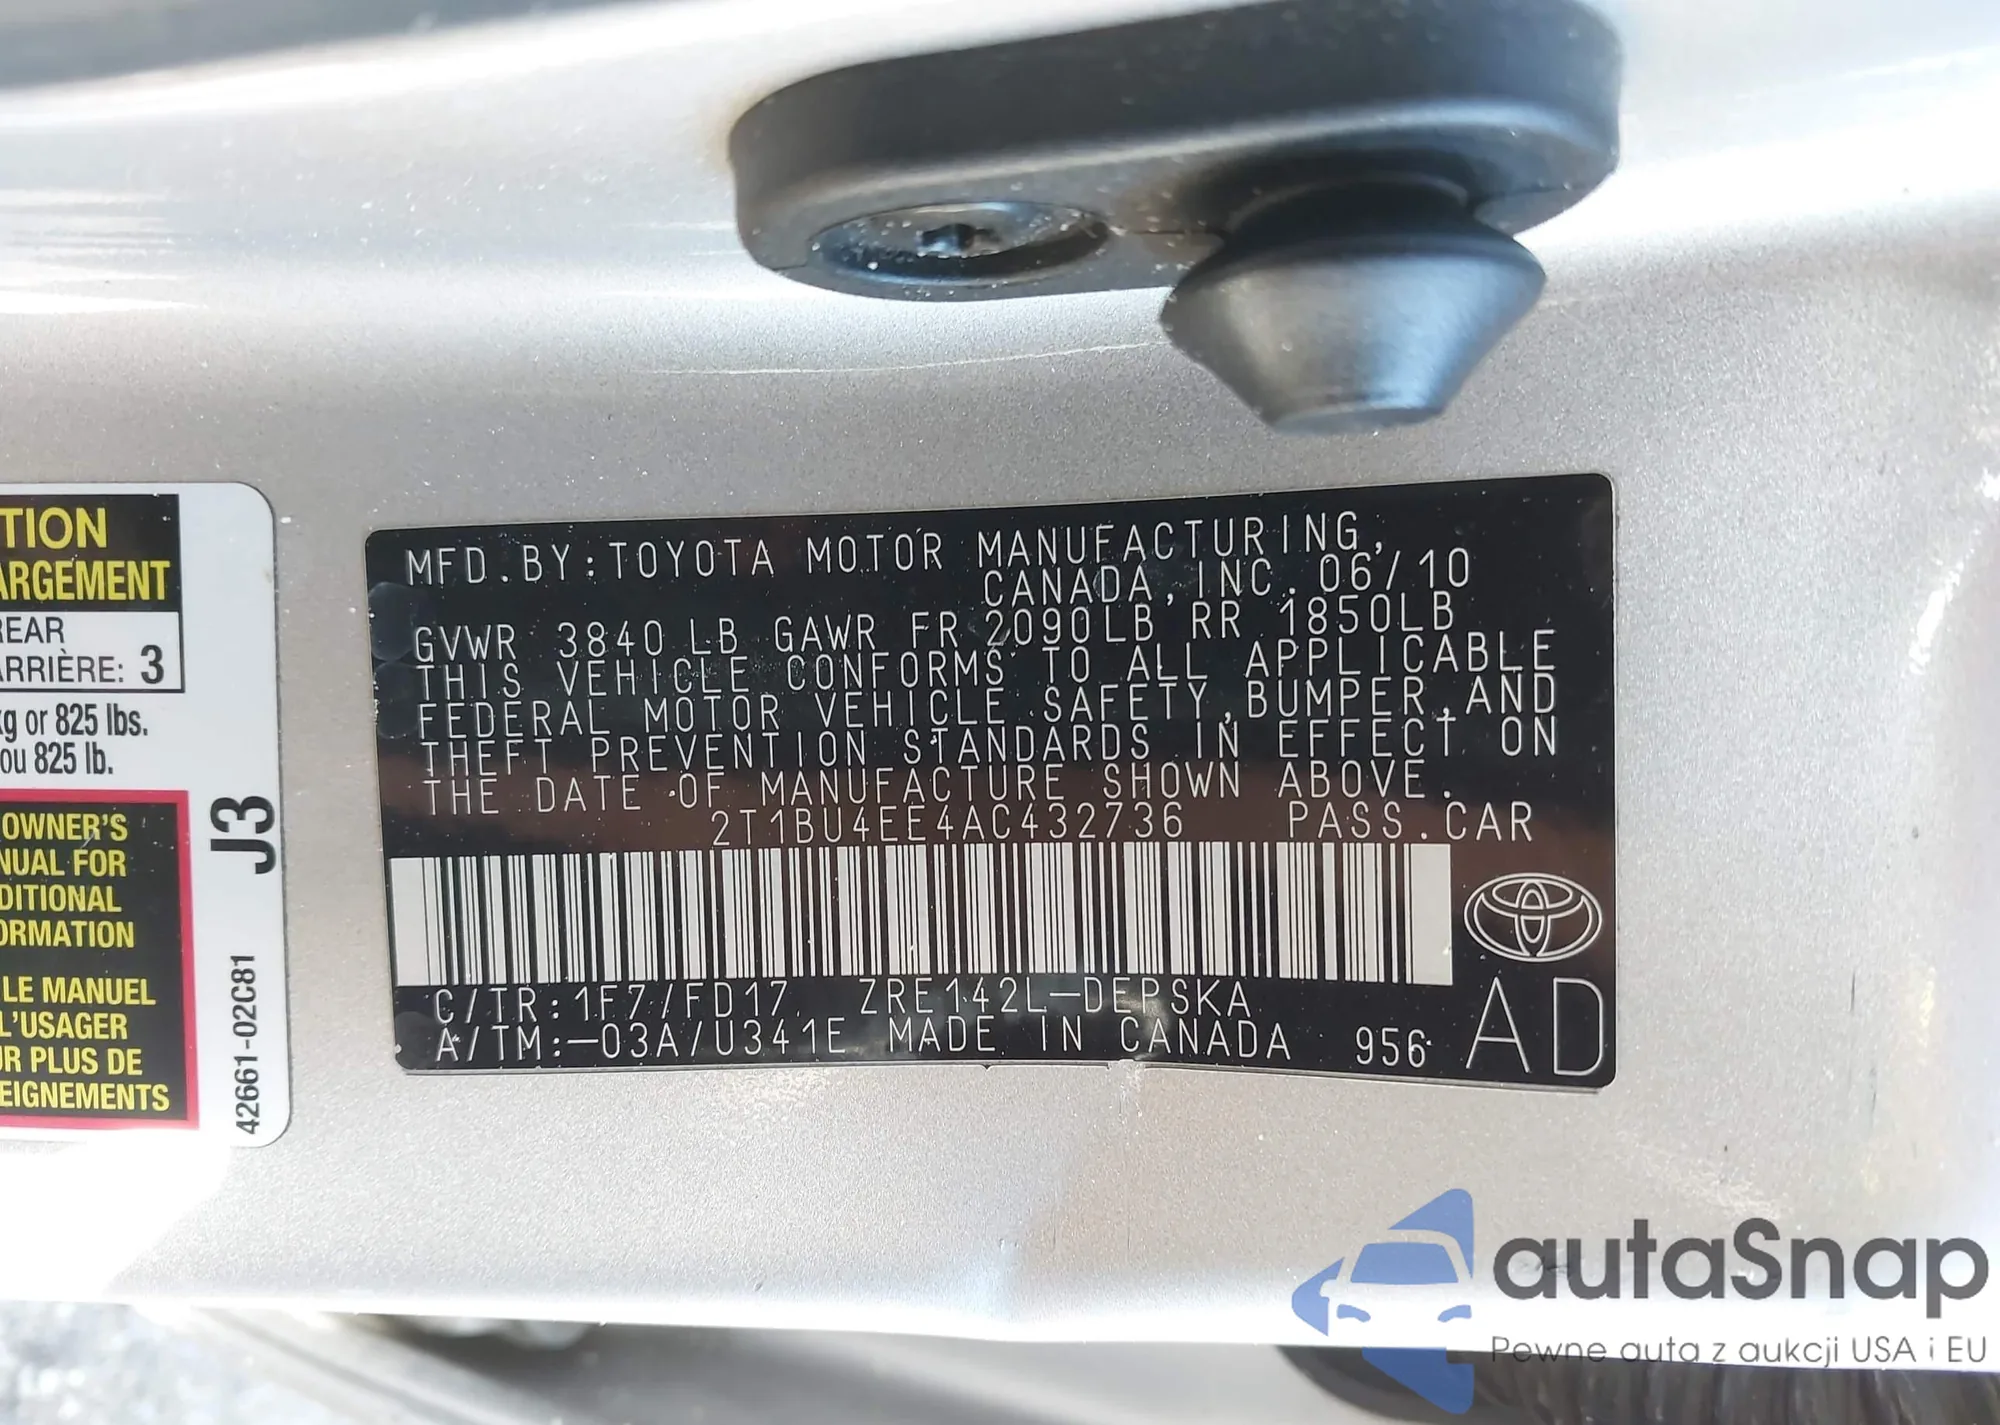 TION
ARGEMENT
REAR
ARRIÈRE: 3
kg or 825 lbs.
ou 825 lb.
OWNER'S
NUAL FOR
DITIONAL
ORMATION
LE MANUEL
L'USAGER
UR PLUS DE
EIGNEMENTS
J3
42661-02C81
MFD.BY:TOYOTA MOTOR MANUFACTURING,
CANADA,INC. 06/10
GVWR 3840 LB GAWR FR 2090LB RR 1850LB
THIS VEHICLE CONFORMS TO ALL APPLICABLE
FEDERAL MOTOR VEHICLE SAFETY,BUMPER,AND
THEFT PREVENTION STANDARDS IN EFFECT ON
THE DATE OF MANUFACTURE SHOWN ABOVE.
2T1BU4EE4AC432736 PASS.CAR
C/TR:1F7/FD17 ZRE142L-DEPSKA
A/TM:-03A/U341E MADE IN CANADA 956 AD
autaSnap
Pewne auta z aukcji USA i EU